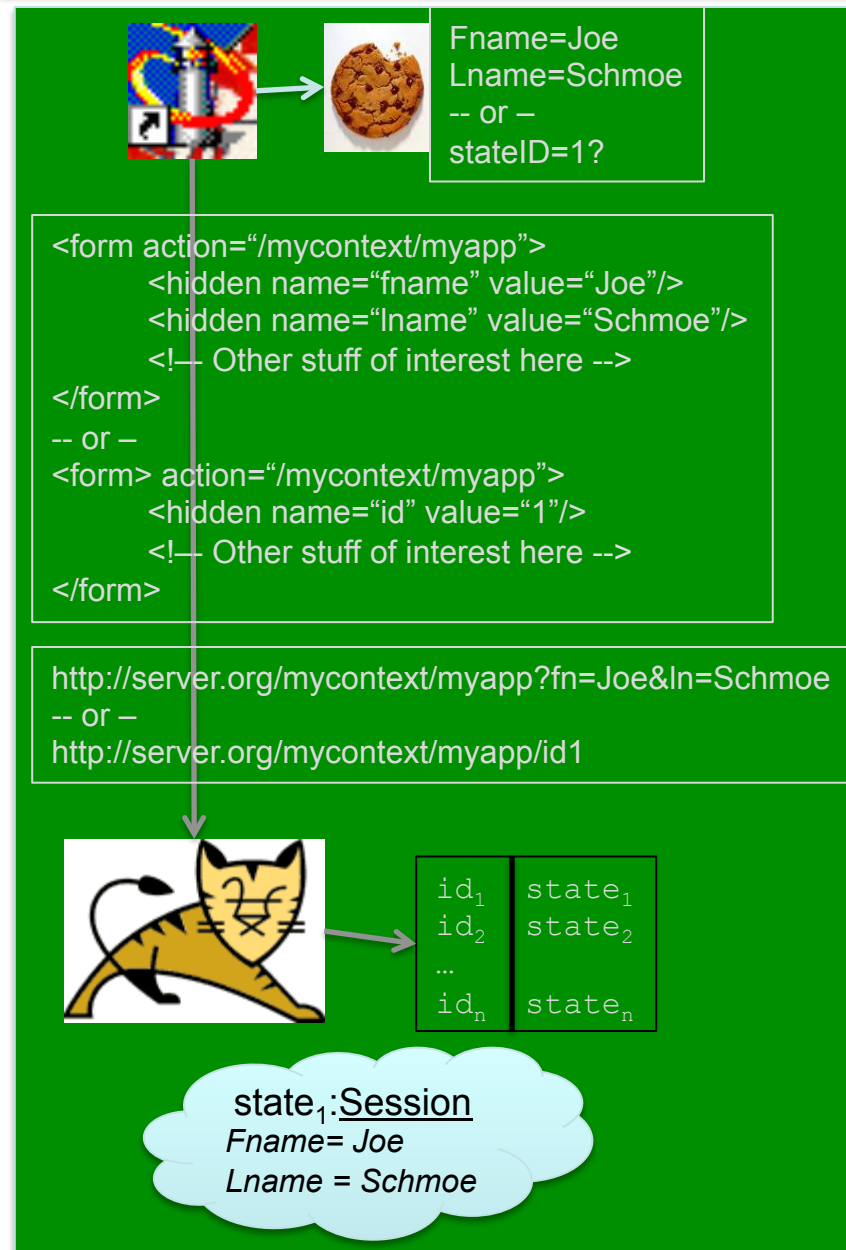 Fname=Joe
Lname=Schmoe
-- or –
stateID=1?
<form action=“/mycontext/myapp”>
<hidden name=“fname” value=“Joe”/>
<hidden name=“lname” value=“Schmoe”/>
<!— Other stuff of interest here -->
</form>
-- or –
<form> action=“/mycontext/myapp”>
<hidden name=“id” value=“1”/>
<!— Other stuff of interest here -->
</form>
http://server.org/mycontext/myapp?fn=Joe&ln=Schmoe
-- or –
http://server.org/mycontext/myapp/id1
id₁ state₁
id₂ state₂
…
idₙ stateₙ
state₁:Session
Fname= Joe
Lname = Schmoe